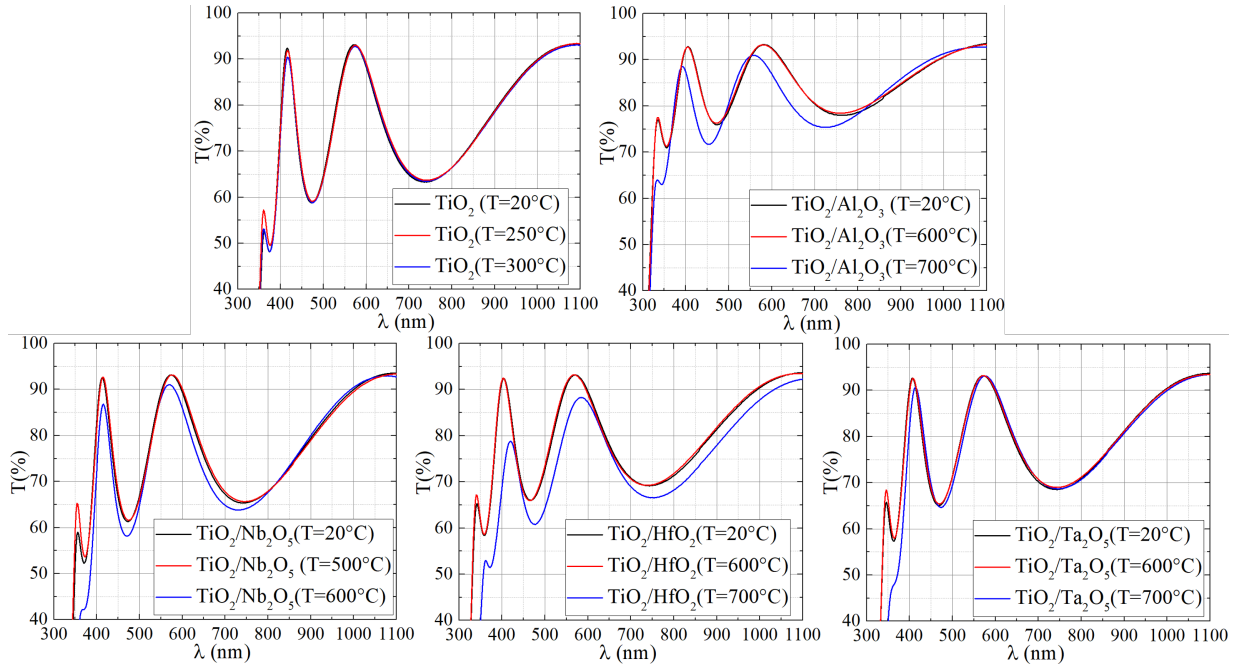 100
90
80
70
60
50
40
T(%)
TiO₂ (T=20°C)
TiO₂(T=250°C)
TiO₂(T=300°C)
300 400 500 600 700 800 900 1000 1100
λ (nm)
100
90
80
70
60
50
40
T(%)
TiO₂/Al₂O₃ (T=20°C)
TiO₂/Al₂O₃(T=600°C)
TiO₂/Al₂O₃(T=700°C)
300 400 500 600 700 800 900 1000 1100
λ (nm)
100
90
80
70
60
50
40
T(%)
TiO₂/Nb₂O₅(T=20°C)
TiO₂/Nb₂O₅ (T=500°C)
TiO₂/Nb₂O₅(T=600°C)
300 400 500 600 700 800 900 1000 1100
λ (nm)
100
90
80
70
60
50
40
T(%)
TiO₂/HfO₂(T=20°C)
TiO₂/HfO₂(T=600°C)
TiO₂/HfO₂(T=700°C)
300 400 500 600 700 800 900 1000 1100
λ (nm)
100
90
80
70
60
50
40
T(%)
TiO₂/Ta₂O₅(T=20°C)
TiO₂/Ta₂O₅(T=600°C)
TiO₂/Ta₂O₅(T=700°C)
300 400 500 600 700 800 900 1000 1100
λ (nm)